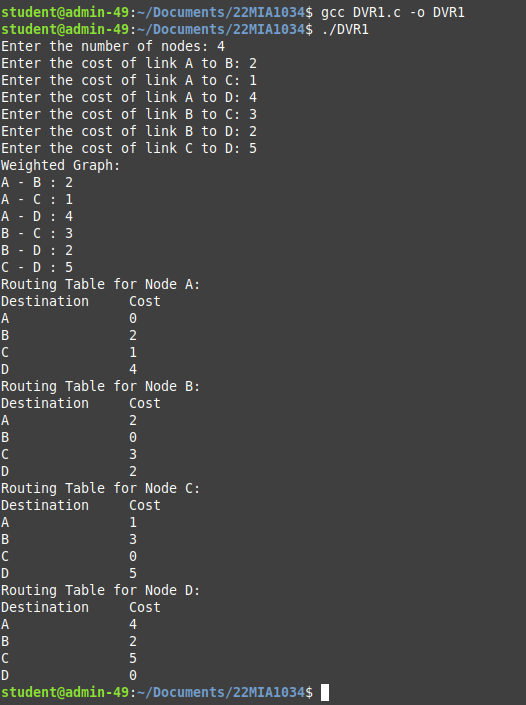 student@admin-49:~/Documents/22MIA1034$ gcc DVR1.c -o DVR1
student@admin-49:~/Documents/22MIA1034$ ./DVR1
Enter the number of nodes: 4
Enter the cost of link A to B: 2
Enter the cost of link A to C: 1
Enter the cost of link A to D: 4
Enter the cost of link B to C: 3
Enter the cost of link B to D: 2
Enter the cost of link C to D: 5
Weighted Graph:
A - B : 2
A - C : 1
A - D : 4
B - C : 3
B - D : 2
C - D : 5
Routing Table for Node A:
Destination     Cost
A               0
B               2
C               1
D               4
Routing Table for Node B:
Destination     Cost
A               2
B               0
C               3
D               2
Routing Table for Node C:
Destination     Cost
A               1
B               3
C               0
D               5
Routing Table for Node D:
Destination     Cost
A               4
B               2
C               5
D               0
student@admin-49:~/Documents/22MIA1034$